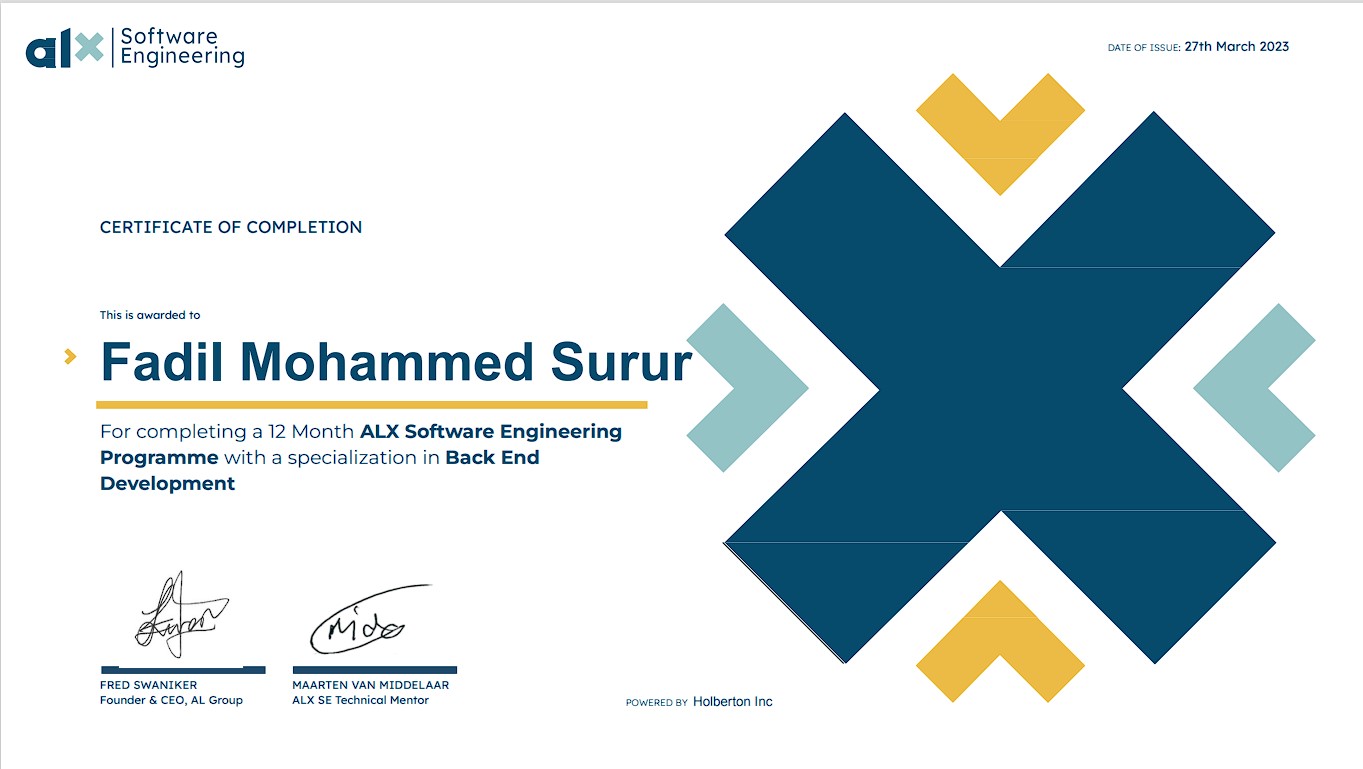 alx Software
Engineering
DATE OF ISSUE: 27th March 2023
CERTIFICATE OF COMPLETION
This is awarded to
Fadil Mohammed Surur
For completing a 12 Month ALX Software Engineering
Programme with a specialization in Back End
Development
FRED SWANIKER
Founder & CEO, AL Group
MAARTEN VAN MIDDELAAR
ALX SE Technical Mentor
POWERED BY Holberton Inc